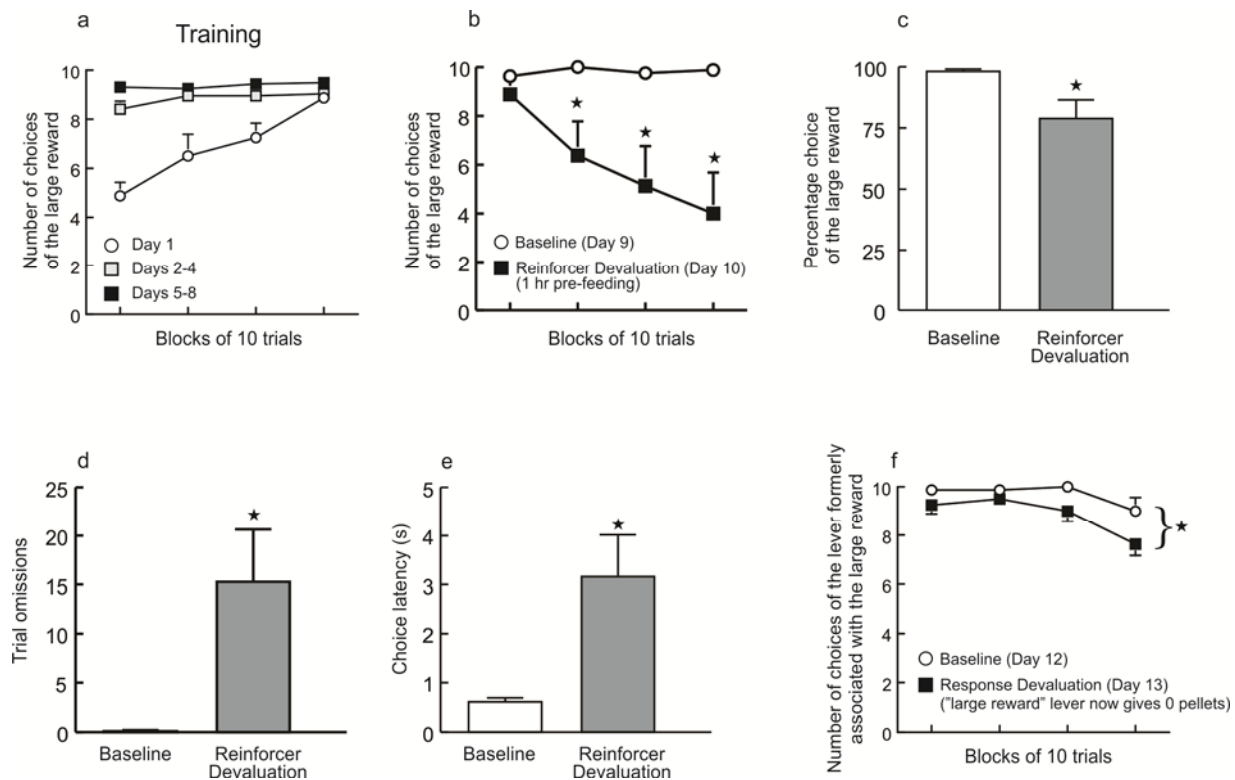 a
Training
Number of choices
of the large reward
10
8
6
4
2
0
Day 1
Days 2-4
Days 5-8
Blocks of 10 trials
b
Number of choices
of the large reward
10
8
6
4
2
0
Baseline (Day 9)
Reinforcer Devaluation (Day 10)
(1 hr pre-feeding)
Blocks of 10 trials
c
Percentage choice
of the large reward
100
75
50
25
0
Baseline
Reinforcer
Devaluation
d
Trial omissions
25
20
15
10
5
0
Baseline
Reinforcer
Devaluation
e
Choice latency (s)
5
4
3
2
1
0
Baseline
Reinforcer
Devaluation
f
Number of choices of the lever formerly
associated with the large reward
10
8
6
4
2
0
Baseline (Day 12)
Response Devaluation (Day 13)
("large reward" lever now gives 0 pellets)
Blocks of 10 trials